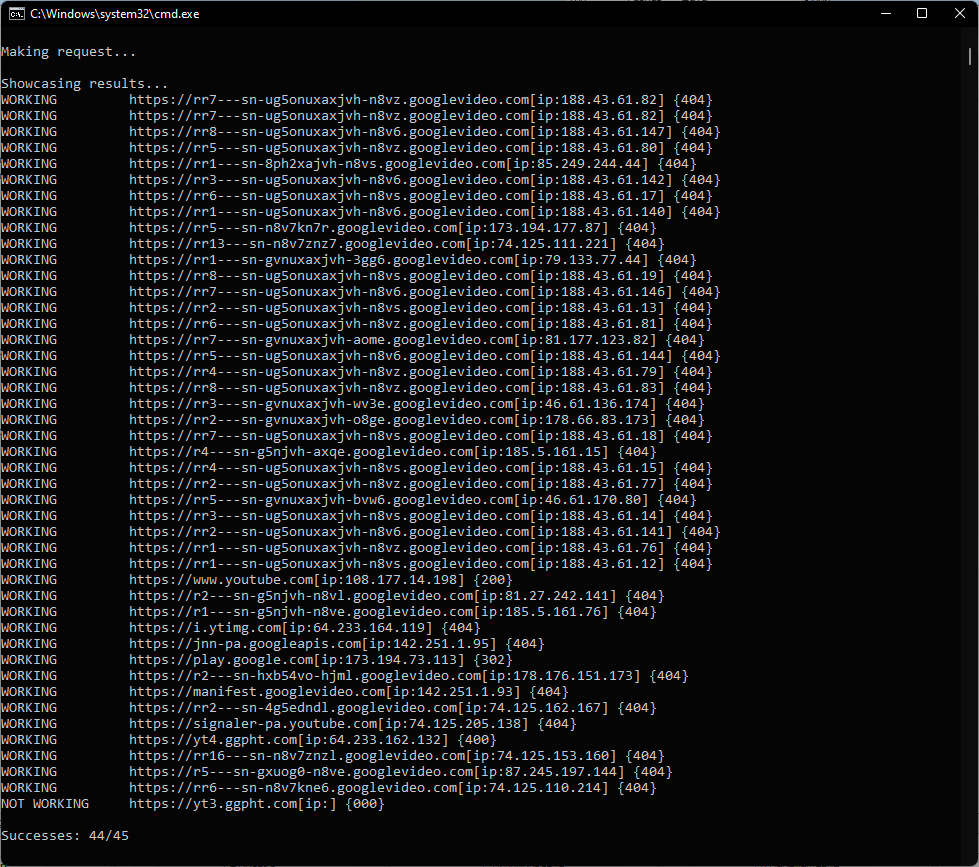 C:\Windows\system32\cmd.exe
Making request...
Showcasing results...
WORKING https://rr7---sn-ug5onuxaxjvh-n8vz.googlevideo.com[ip:188.43.61.82] {404}
WORKING https://rr7---sn-ug5onuxaxjvh-n8vz.googlevideo.com[ip:188.43.61.82] {404}
WORKING https://rr8---sn-ug5onuxaxjvh-n8v6.googlevideo.com[ip:188.43.61.147] {404}
WORKING https://rr5---sn-ug5onuxaxjvh-n8vz.googlevideo.com[ip:188.43.61.80] {404}
WORKING https://rr1---sn-8ph2xajvh-n8vs.googlevideo.com[ip:85.249.244.44] {404}
WORKING https://rr3---sn-ug5onuxaxjvh-n8v6.googlevideo.com[ip:188.43.61.142] {404}
WORKING https://rr6---sn-ug5onuxaxjvh-n8vs.googlevideo.com[ip:188.43.61.17] {404}
WORKING https://rr1---sn-ug5onuxaxjvh-n8v6.googlevideo.com[ip:188.43.61.140] {404}
WORKING https://rr5---sn-n8v7kn7r.googlevideo.com[ip:173.194.177.87] {404}
WORKING https://rr13---sn-n8v7znz7.googlevideo.com[ip:74.125.111.221] {404}
WORKING https://rr1---sn-gvnuxaxjvh-3gg6.googlevideo.com[ip:79.133.77.44] {404}
WORKING https://rr8---sn-ug5onuxaxjvh-n8vs.googlevideo.com[ip:188.43.61.19] {404}
WORKING https://rr7---sn-ug5onuxaxjvh-n8v6.googlevideo.com[ip:188.43.61.146] {404}
WORKING https://rr2---sn-ug5onuxaxjvh-n8vs.googlevideo.com[ip:188.43.61.13] {404}
WORKING https://rr6---sn-ug5onuxaxjvh-n8vz.googlevideo.com[ip:188.43.61.81] {404}
WORKING https://rr7---sn-gvnuxaxjvh-aome.googlevideo.com[ip:81.177.123.82] {404}
WORKING https://rr5---sn-ug5onuxaxjvh-n8v6.googlevideo.com[ip:188.43.61.144] {404}
WORKING https://rr4---sn-ug5onuxaxjvh-n8vz.googlevideo.com[ip:188.43.61.79] {404}
WORKING https://rr8---sn-ug5onuxaxjvh-n8vz.googlevideo.com[ip:188.43.61.83] {404}
WORKING https://rr3---sn-gvnuxaxjvh-wv3e.googlevideo.com[ip:46.61.136.174] {404}
WORKING https://rr2---sn-gvnuxaxjvh-o8ge.googlevideo.com[ip:178.66.83.173] {404}
WORKING https://rr7---sn-ug5onuxaxjvh-n8vs.googlevideo.com[ip:188.43.61.18] {404}
WORKING https://r4---sn-g5njvh-axqe.googlevideo.com[ip:185.5.161.15] {404}
WORKING https://rr4---sn-ug5onuxaxjvh-n8vs.googlevideo.com[ip:188.43.61.15] {404}
WORKING https://rr2---sn-ug5onuxaxjvh-n8vz.googlevideo.com[ip:188.43.61.77] {404}
WORKING https://rr5---sn-gvnuxaxjvh-bvw6.googlevideo.com[ip:46.61.170.80] {404}
WORKING https://rr3---sn-ug5onuxaxjvh-n8vs.googlevideo.com[ip:188.43.61.14] {404}
WORKING https://rr2---sn-ug5onuxaxjvh-n8v6.googlevideo.com[ip:188.43.61.141] {404}
WORKING https://rr1---sn-ug5onuxaxjvh-n8vz.googlevideo.com[ip:188.43.61.76] {404}
WORKING https://rr1---sn-ug5onuxaxjvh-n8vs.googlevideo.com[ip:188.43.61.12] {404}
WORKING https://www.youtube.com[ip:108.177.14.198] {200}
WORKING https://r2---sn-g5njvh-n8vl.googlevideo.com[ip:81.27.242.141] {404}
WORKING https://r1---sn-g5njvh-n8ve.googlevideo.com[ip:185.5.161.76] {404}
WORKING https://i.ytimg.com[ip:64.233.164.119] {404}
WORKING https://jnn-pa.googleapis.com[ip:142.251.1.95] {404}
WORKING https://play.google.com[ip:173.194.73.113] {302}
WORKING https://r2---sn-hxb54vo-hjml.googlevideo.com[ip:178.176.151.173] {404}
WORKING https://manifest.googlevideo.com[ip:142.251.1.93] {404}
WORKING https://rr2---sn-4g5edndl.googlevideo.com[ip:74.125.162.167] {404}
WORKING https://signaler-pa.youtube.com[ip:74.125.205.138] {404}
WORKING https://yt4.ggpht.com[ip:64.233.162.132] {400}
WORKING https://rr16---sn-n8v7znzl.googlevideo.com[ip:74.125.153.160] {404}
WORKING https://r5---sn-gxuog0-n8ve.googlevideo.com[ip:87.245.197.144] {404}
WORKING https://rr6---sn-n8v7kne6.googlevideo.com[ip:74.125.110.214] {404}
NOT WORKING https://yt3.ggpht.com[ip:] {000}
Successes: 44/45